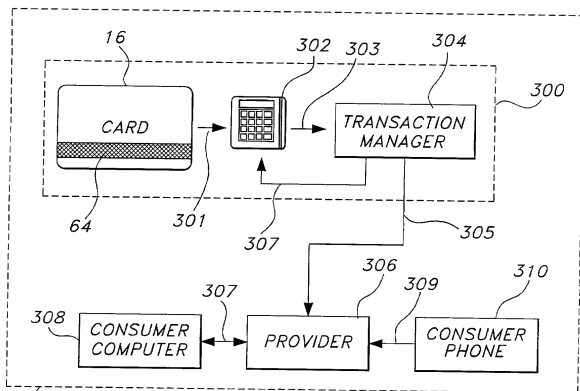 16
302
303
304
300
CARD
TRANSACTION
MANAGER
64
301
307
305
306
309
310
308
CONSUMER
COMPUTER
307
PROVIDER
CONSUMER
PHONE